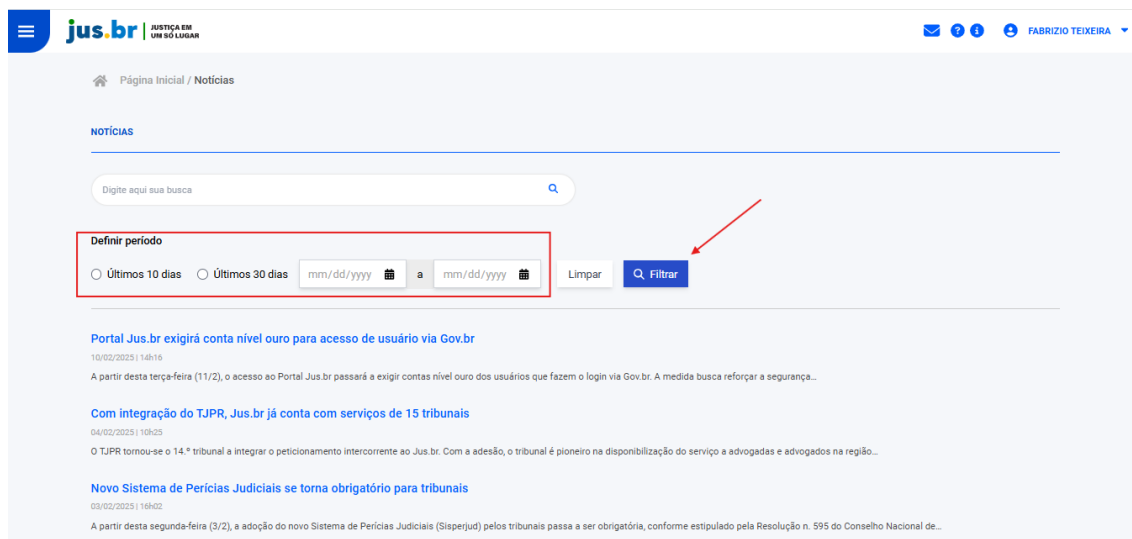 jus.br JUSTIÇA EM
UM SÓ LUGAR
FABRIZIO TEIXEIRA
Página Inicial / Notícias
NOTÍCIAS
Digite aqui sua busca
Definir período
Últimos 10 dias Últimos 30 dias mm/dd/yyyy a mm/dd/yyyy Limpar Filtrar
Portal Jus.br exigirá conta nível ouro para acesso de usuário via Gov.br
10/02/2025 | 14h16
A partir desta terça-feira (11/2), o acesso ao Portal Jus.br passará a exigir contas nível ouro dos usuários que fazem o login via Gov.br. A medida busca reforçar a segurança...
Com integração do TJPR, Jus.br já conta com serviços de 15 tribunais
04/02/2025 | 10h25
O TJPR tornou-se o 14.º tribunal a integrar o peticionamento intercorrente ao Jus.br. Com a adesão, o tribunal é pioneiro na disponibilização do serviço a advogadas e advogados na região...
Novo Sistema de Perícias Judiciais se torna obrigatório para tribunais
03/02/2025 | 16h02
A partir desta segunda-feira (3/2), a adoção do novo Sistema de Perícias Judiciais (Sisperjud) pelos tribunais passa a ser obrigatória, conforme estipulado pela Resolução n. 595 do Conselho Nacional de...